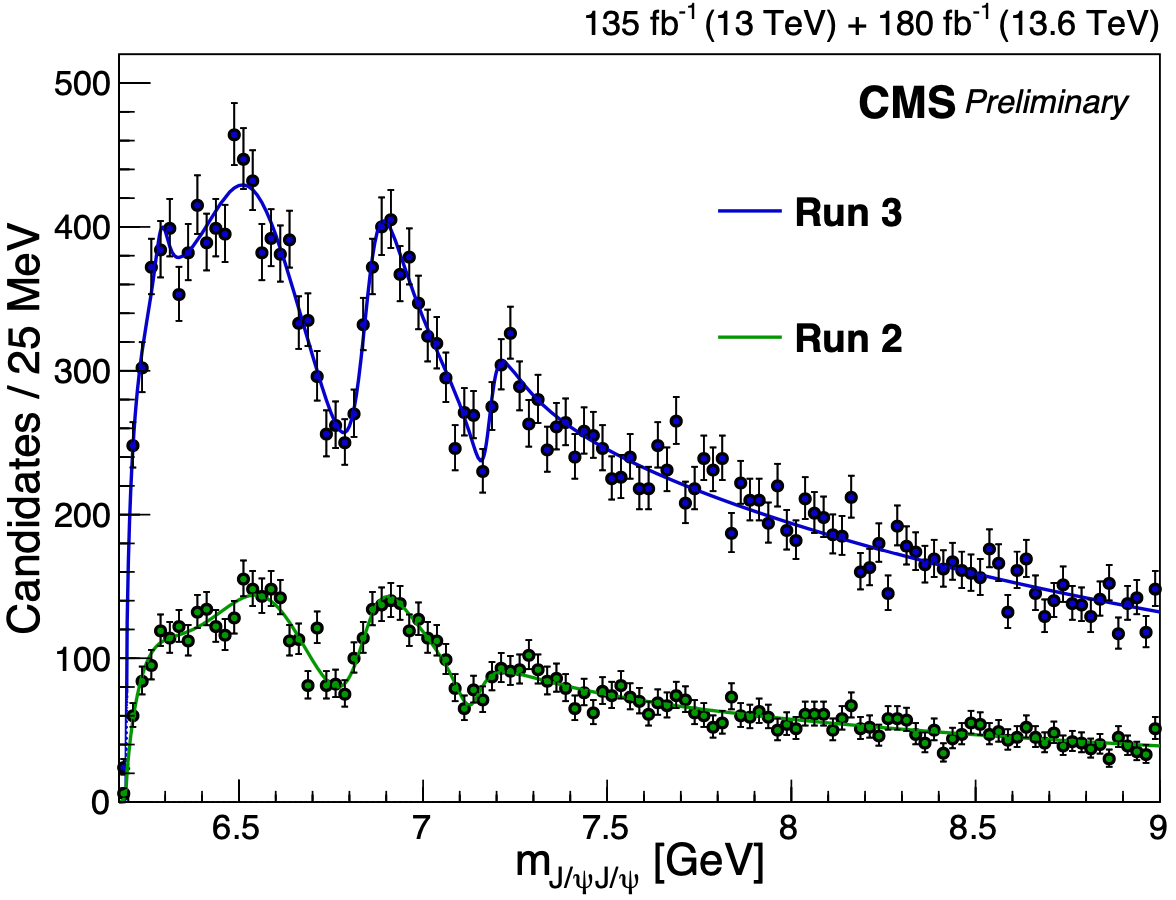 135 fb⁻¹ (13 TeV) + 180 fb⁻¹ (13.6 TeV)
CMS Preliminary
Run 3
Run 2
Candidates / 25 MeV
500
400
300
200
100
0
6.5 7 7.5 8 8.5 9
m_J/ψJ/ψ [GeV]